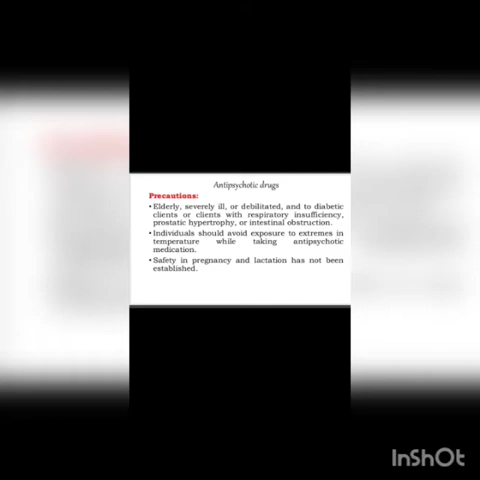 Antipsychotic drugs
Precautions:
• Elderly, severely ill, or debilitated, and to diabetic
clients or clients with respiratory insufficiency,
prostatic hypertrophy, or intestinal obstruction.
• Individuals should avoid exposure to extremes in
temperature while taking antipsychotic
medication.
• Safety in pregnancy and lactation has not been
established.
InShOt